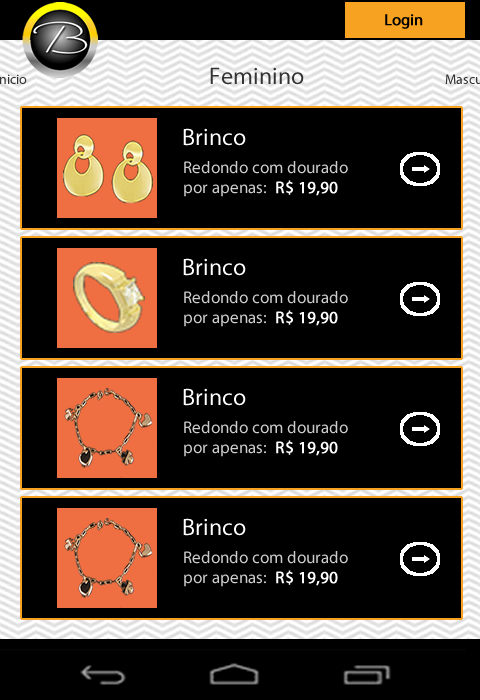 B
Login
nicio
Feminino
Mascu
Brinco
Redondo com dourado
por apenas: R$ 19,90
Brinco
Redondo com dourado
por apenas: R$ 19,90
Brinco
Redondo com dourado
por apenas: R$ 19,90
Brinco
Redondo com dourado
por apenas: R$ 19,90